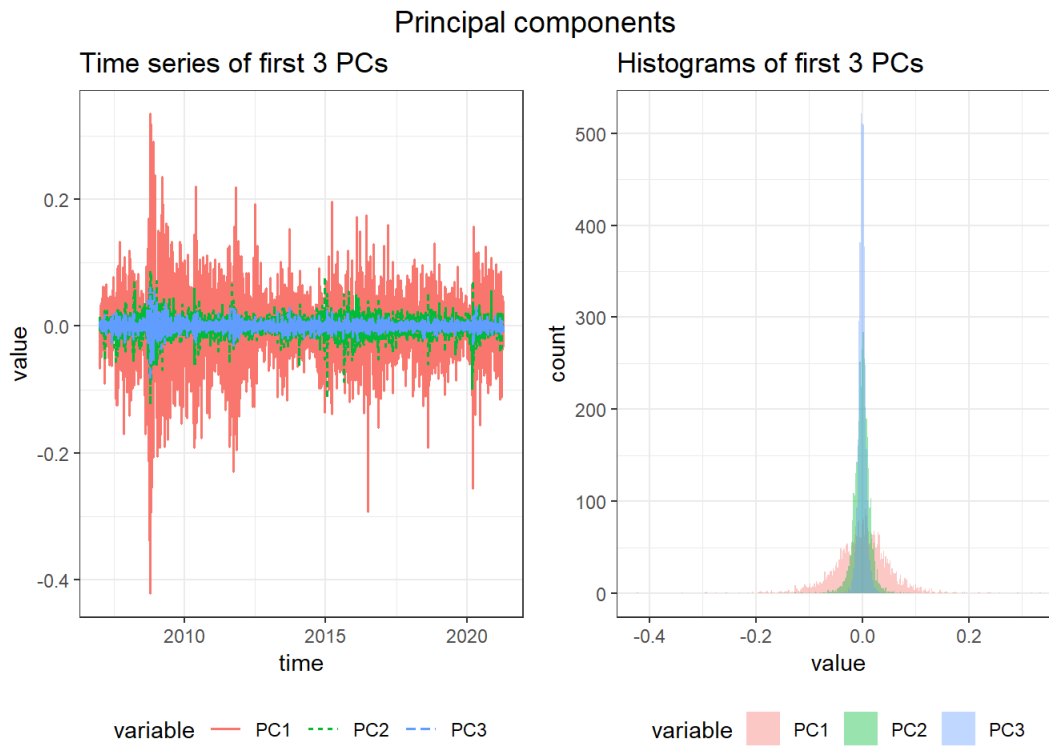 Principal components
Time series of first 3 PCs
Histograms of first 3 PCs
value
0.2
0.0
-0.2
-0.4
2010
2015
2020
time
variable PC1 PC2 PC3
count
500
400
300
200
100
0
-0.4
-0.2
0.0
0.2
value
variable PC1 PC2 PC3